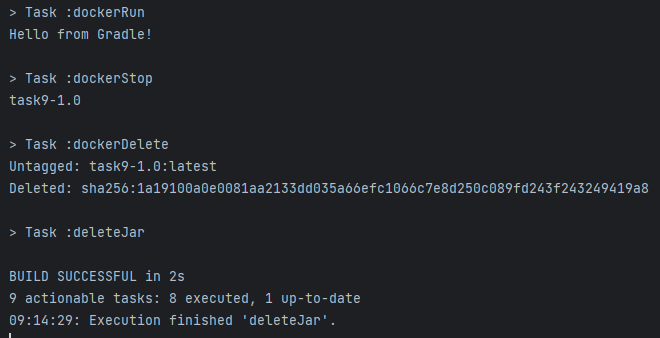 > Task :dockerRun
Hello from Gradle!
> Task :dockerStop
task9-1.0
> Task :dockerDelete
Untagged: task9-1.0:latest
Deleted: sha256:1a19100a0e0081aa2133dd035a66efc1066c7e8d250c089fd243f243249419a8
> Task :deleteJar
BUILD SUCCESSFUL in 2s
9 actionable tasks: 8 executed, 1 up-to-date
09:14:29: Execution finished 'deleteJar'.